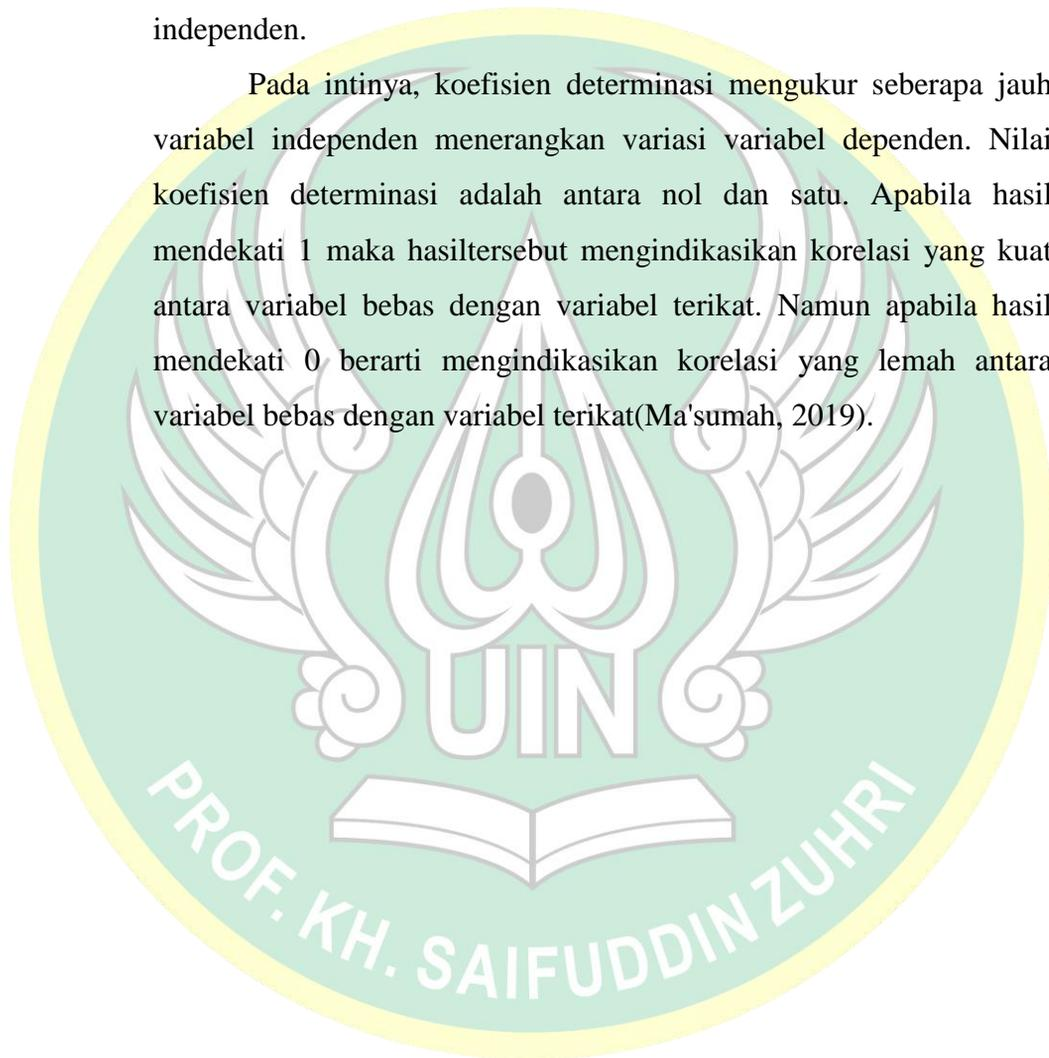 independen.
Pada intinya, koefisien determinasi mengukur seberapa jauh
variabel independen menerangkan variasi variabel dependen. Nilai
koefisien determinasi adalah antara nol dan satu. Apabila hasil
mendekati 1 maka hasiltersebut mengindikasikan korelasi yang kuat
antara variabel bebas dengan variabel terikat. Namun apabila hasil
mendekati 0 berarti mengindikasikan korelasi yang lemah antara
variabel bebas dengan variabel terikat(Ma'sumah, 2019).
UIN
PROF. KH. SAIFUDDIN ZUHRI